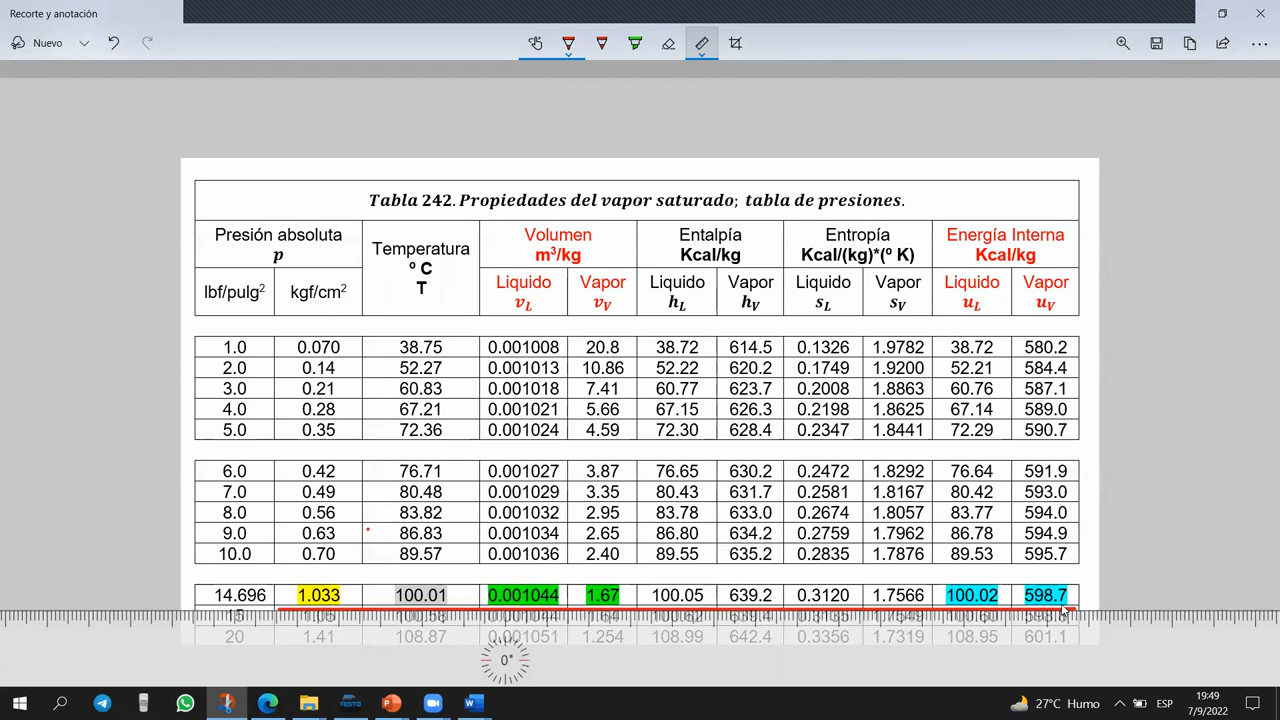 Recorte y anotación
Nuevo
Tabla 242. Propiedades del vapor saturado; tabla de presiones.
Presión absoluta p Temperatura º C T Volumen m³/kg Entalpía Kcal/kg Entropía Kcal/(kg)*(º K) Energía Interna Kcal/kg
lbf/pulg² kgf/cm² Liquido v_L Vapor v_V Liquido h_L Vapor h_V Liquido s_L Vapor s_V Liquido u_L Vapor u_V
1.0 0.070 38.75 0.001008 20.8 38.72 614.5 0.1326 1.9782 38.72 580.2
2.0 0.14 52.27 0.001013 10.86 52.22 620.2 0.1749 1.9200 52.21 584.4
3.0 0.21 60.83 0.001018 7.41 60.77 623.7 0.2008 1.8863 60.76 587.1
4.0 0.28 67.21 0.001021 5.66 67.15 626.3 0.2198 1.8625 67.14 589.0
5.0 0.35 72.36 0.001024 4.59 72.30 628.4 0.2347 1.8441 72.29 590.7
6.0 0.42 76.71 0.001027 3.87 76.65 630.2 0.2472 1.8292 76.64 591.9
7.0 0.49 80.48 0.001029 3.35 80.43 631.7 0.2581 1.8167 80.42 593.0
8.0 0.56 83.82 0.001032 2.95 83.78 633.0 0.2674 1.8057 83.77 594.0
9.0 0.63 86.83 0.001034 2.65 86.80 634.2 0.2759 1.7962 86.78 594.9
10.0 0.70 89.57 0.001036 2.40 89.55 635.2 0.2835 1.7876 89.53 595.7
14.696 1.033 100.01 0.001044 1.67 100.05 639.2 0.3120 1.7566 100.02 598.7
20 1.41 108.87 0.001051 1.254 108.99 642.4 0.3356 1.7319 108.95 601.1
0°
FESTO
27°C Humo ESP 19:49
7/9/2022